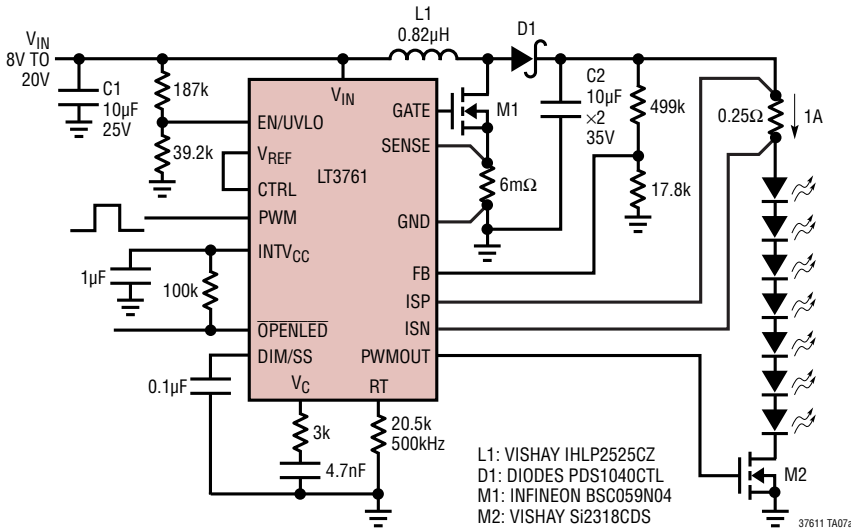 L1
0.82µH
D1
VIN
8V TO
20V
C1
10µF
25V
187k
39.2k
VIN
EN/UVLO
VREF
CTRL
PWM
INTVCC
OPENLED
DIM/SS
VC
RT
LT3761
GATE
SENSE
GND
FB
ISP
ISN
PWMOUT
M1
6mΩ
C2
10µF
×2
35V
499k
17.8k
0.25Ω
1A
1µF
100k
0.1µF
3k
4.7nF
20.5k
500kHz
M2
L1: VISHAY IHLP2525CZ
D1: DIODES PDS1040CTL
M1: INFINEON BSC059N04
M2: VISHAY Si2318CDS
37611 TA07a